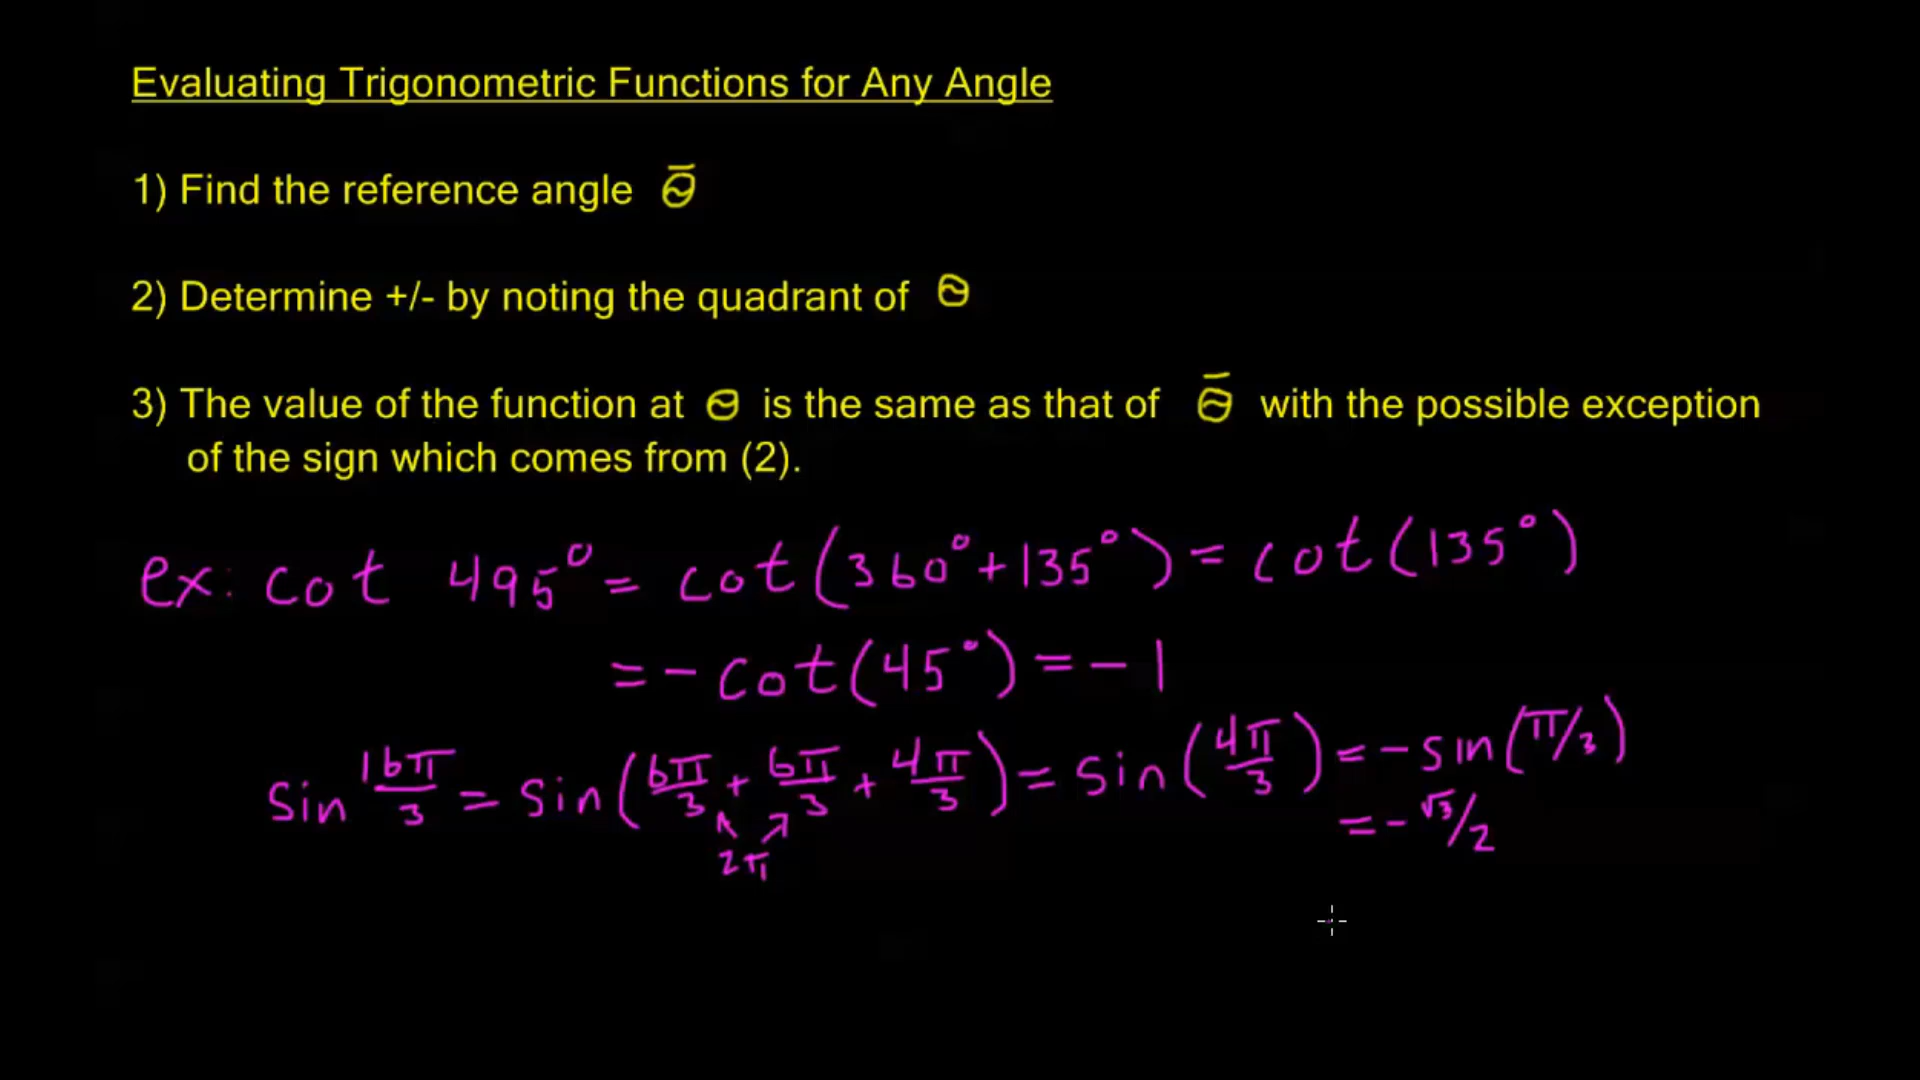 Evaluating Trigonometric Functions for Any Angle
1) Find the reference angle θ̄
2) Determine +/- by noting the quadrant of θ
3) The value of the function at θ is the same as that of θ̄ with the possible exception
of the sign which comes from (2).
ex: cot 495° = cot(360°+135°) = cot(135°)
= - cot(45°) = - 1
sin 16π/3 = sin(6π/3 + 6π/3 + 4π/3) = sin(4π/3) = - sin(π/3)
= - √3/2
2π